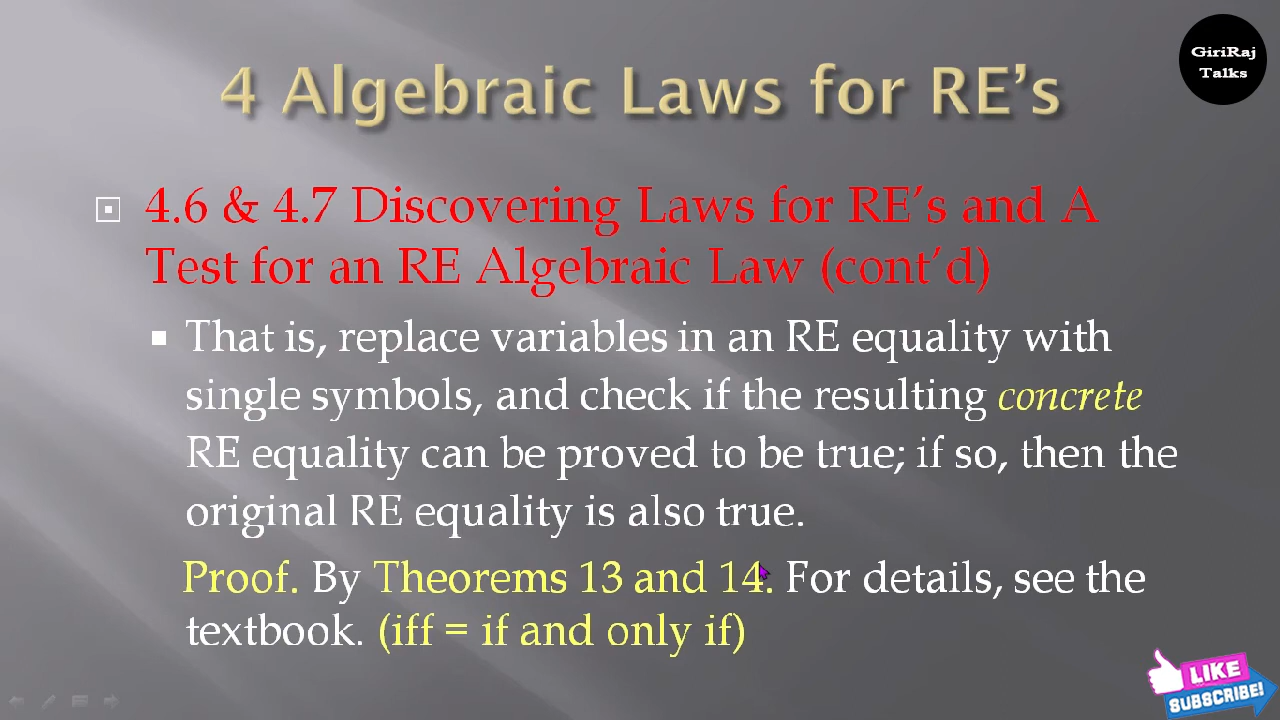 GiriRaj
Talks
4 Algebraic Laws for RE’s
4.6 & 4.7 Discovering Laws for RE’s and A
Test for an RE Algebraic Law (cont’d)
That is, replace variables in an RE equality with
single symbols, and check if the resulting concrete
RE equality can be proved to be true; if so, then the
original RE equality is also true.
Proof. By Theorems 13 and 14. For details, see the
textbook. (iff = if and only if)
LIKE
SUBSCRIBE!